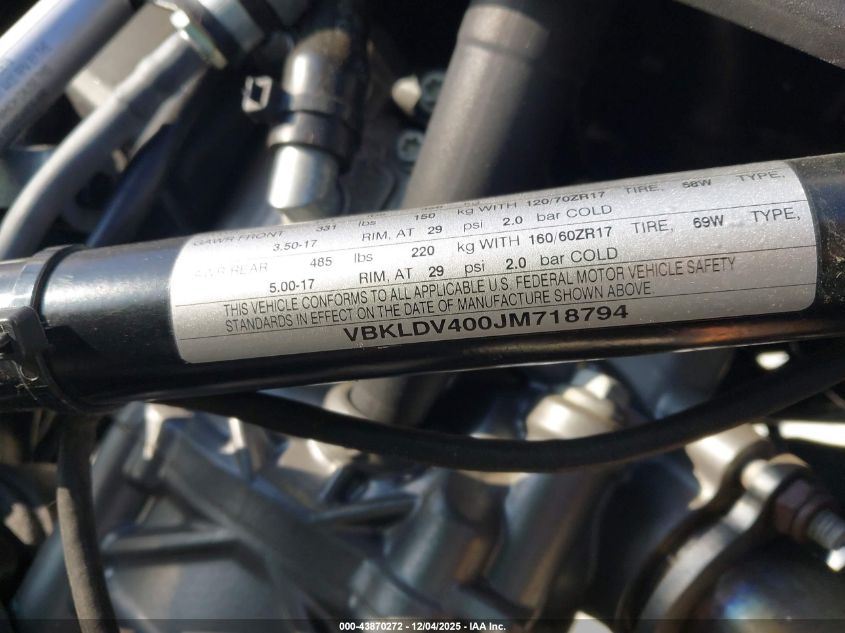 GAWR FRONT 331 lbs 150 kg WITH 120/70ZR17 TIRE, 58W TYPE,
3.50-17 RIM, AT 29 psi 2.0 bar COLD
REAR 485 lbs 220 kg WITH 160/60ZR17 TIRE, 69W TYPE,
5.00-17 RIM, AT 29 psi 2.0 bar COLD
THIS VEHICLE CONFORMS TO ALL APPLICABLE U.S. FEDERAL MOTOR VEHICLE SAFETY
STANDARDS IN EFFECT ON THE DATE OF MANUFACTURE SHOWN ABOVE.
VBKLDV400JM718794
000-43870272 - 12/04/2025 - IAA Inc.